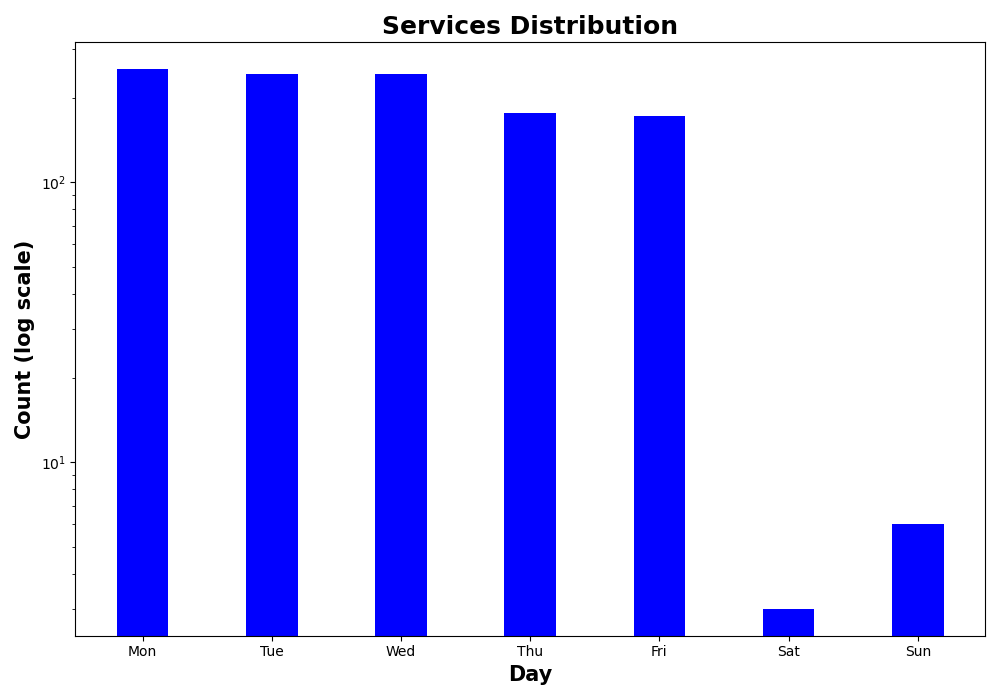 Services Distribution
Count (log scale)
10²
10¹
Mon Tue Wed Thu Fri Sat Sun
Day